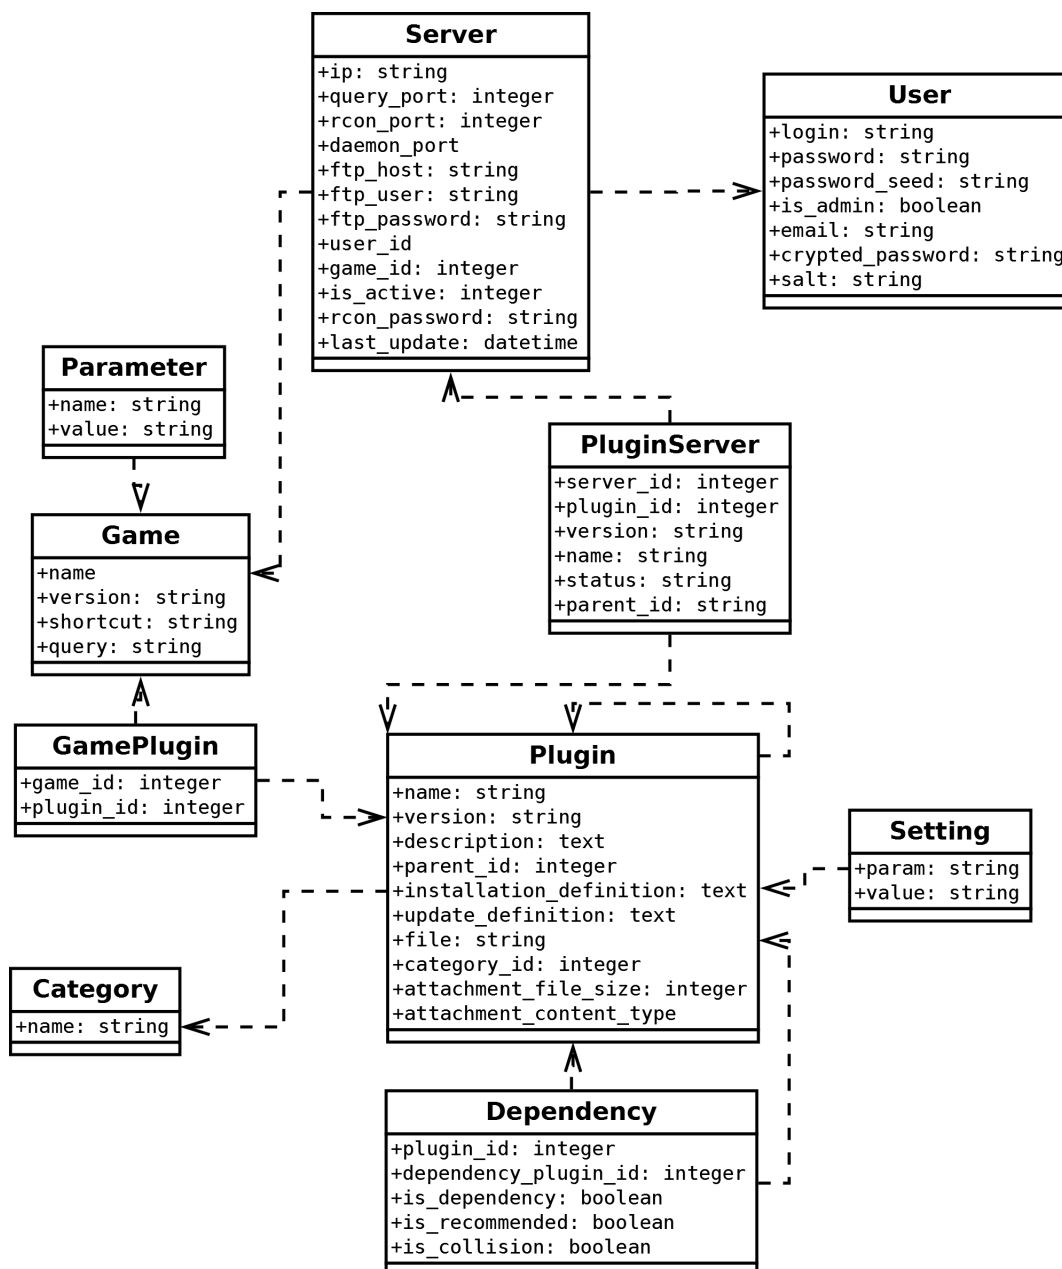 Server
+ip: string
+query_port: integer
+rcon_port: integer
+daemon_port
+ftp_host: string
+ftp_user: string
+ftp_password: string
+user_id
+game_id: integer
+is_active: integer
+rcon_password: string
+last_update: datetime
User
+login: string
+password: string
+password_seed: string
+is_admin: boolean
+email: string
+crypted_password: string
+salt: string
Parameter
+name: string
+value: string
PluginServer
+server_id: integer
+plugin_id: integer
+version: string
+name: string
+status: string
+parent_id: string
Game
+name
+version: string
+shortcut: string
+query: string
GamePlugin
+game_id: integer
+plugin_id: integer
Plugin
+name: string
+version: string
+description: text
+parent_id: integer
+installation_definition: text
+update_definition: text
+file: string
+category_id: integer
+attachment_file_size: integer
+attachment_content_type
Setting
+param: string
+value: string
Category
+name: string
Dependency
+plugin_id: integer
+dependency_plugin_id: integer
+is_dependency: boolean
+is_recommended: boolean
+is_collision: boolean